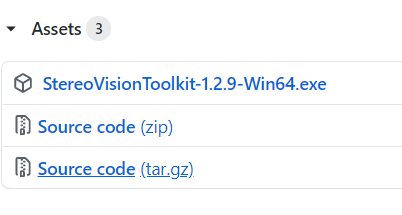 Assets 3
StereoVisionToolkit-1.2.9-Win64.exe
Source code (zip)
Source code (tar.gz)